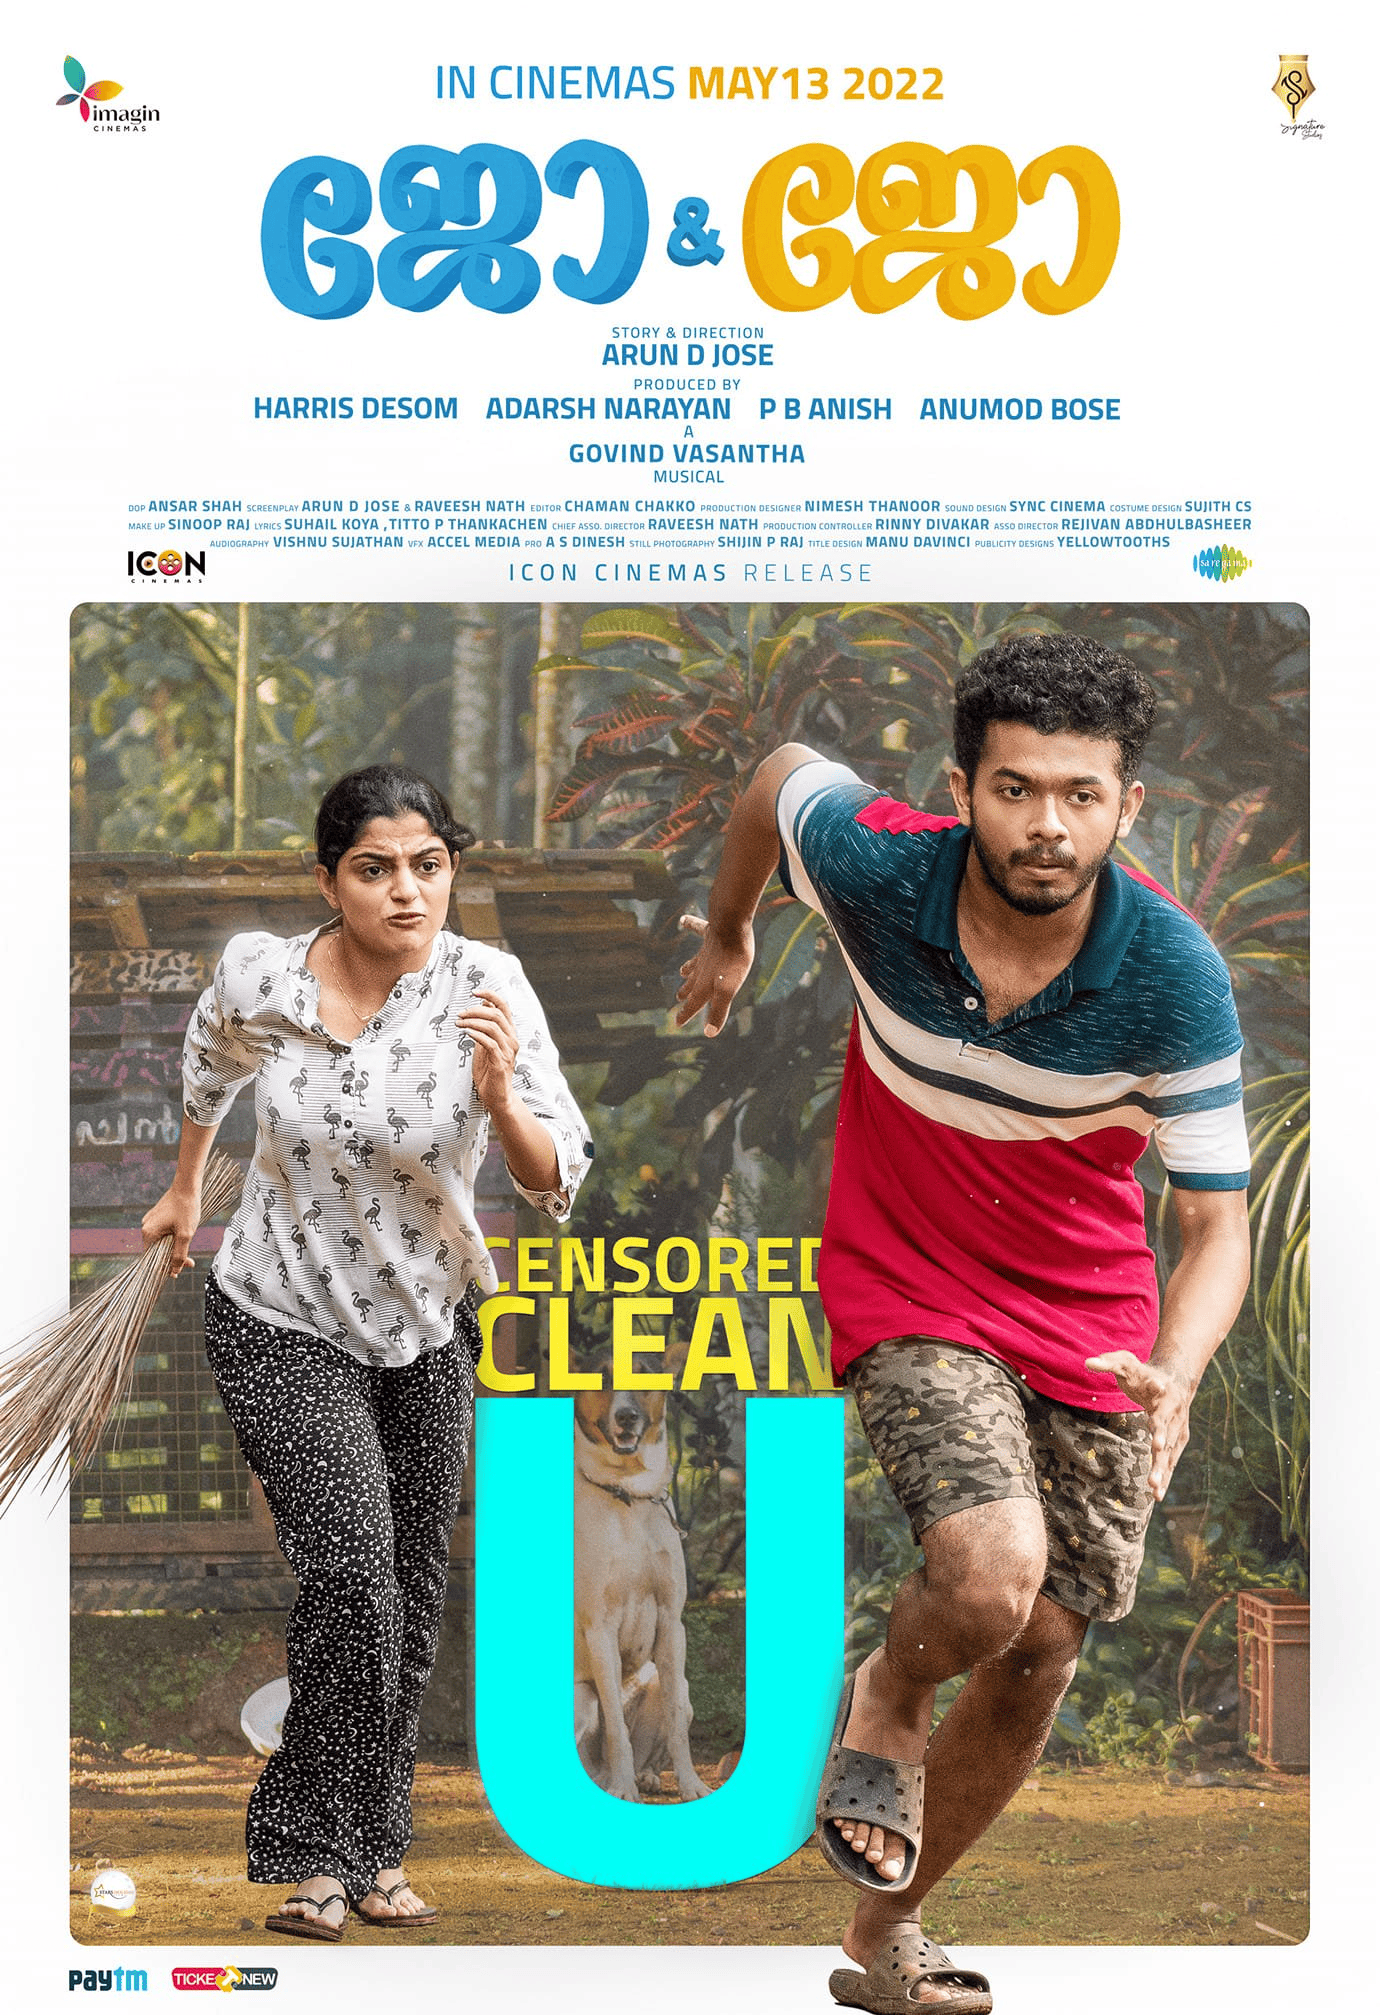 imagin
CINEMAS
IN CINEMAS MAY13 2022
Signature
Studios
ജോ & ജോ
STORY & DIRECTION
ARUN D JOSE
PRODUCED BY
HARRIS DESOM ADARSH NARAYAN P B ANISH ANUMOD BOSE
A
GOVIND VASANTHA
MUSICAL
DOP ANSAR SHAH SCREENPLAY ARUN D JOSE & RAVEESH NATH EDITOR CHAMAN CHAKKO PRODUCTION DESIGNER NIMESH THANOOR SOUND DESIGN SYNC CINEMA COSTUME DESIGN SUJITH CS
MAKE UP SINOOP RAJ LYRICS SUHAIL KOYA ,TITTO P THANKACHEN CHIEF ASSO. DIRECTOR RAVEESH NATH PRODUCTION CONTROLLER RINNY DIVAKAR ASSO DIRECTOR REJIVAN ABDHULBASHEER
AUDIOGRAPHY VISHNU SUJATHAN VFX ACCEL MEDIA PRO A S DINESH STILL PHOTOGRAPHY SHIJIN P RAJ TITLE DESIGN MANU DAVINCI PUBLICITY DESIGNS YELLOWTOOTHS
ICON
CINEMAS
ICON CINEMAS RELEASE
saregama
CENSORED
CLEAN
U
paytm
TICKET NEW